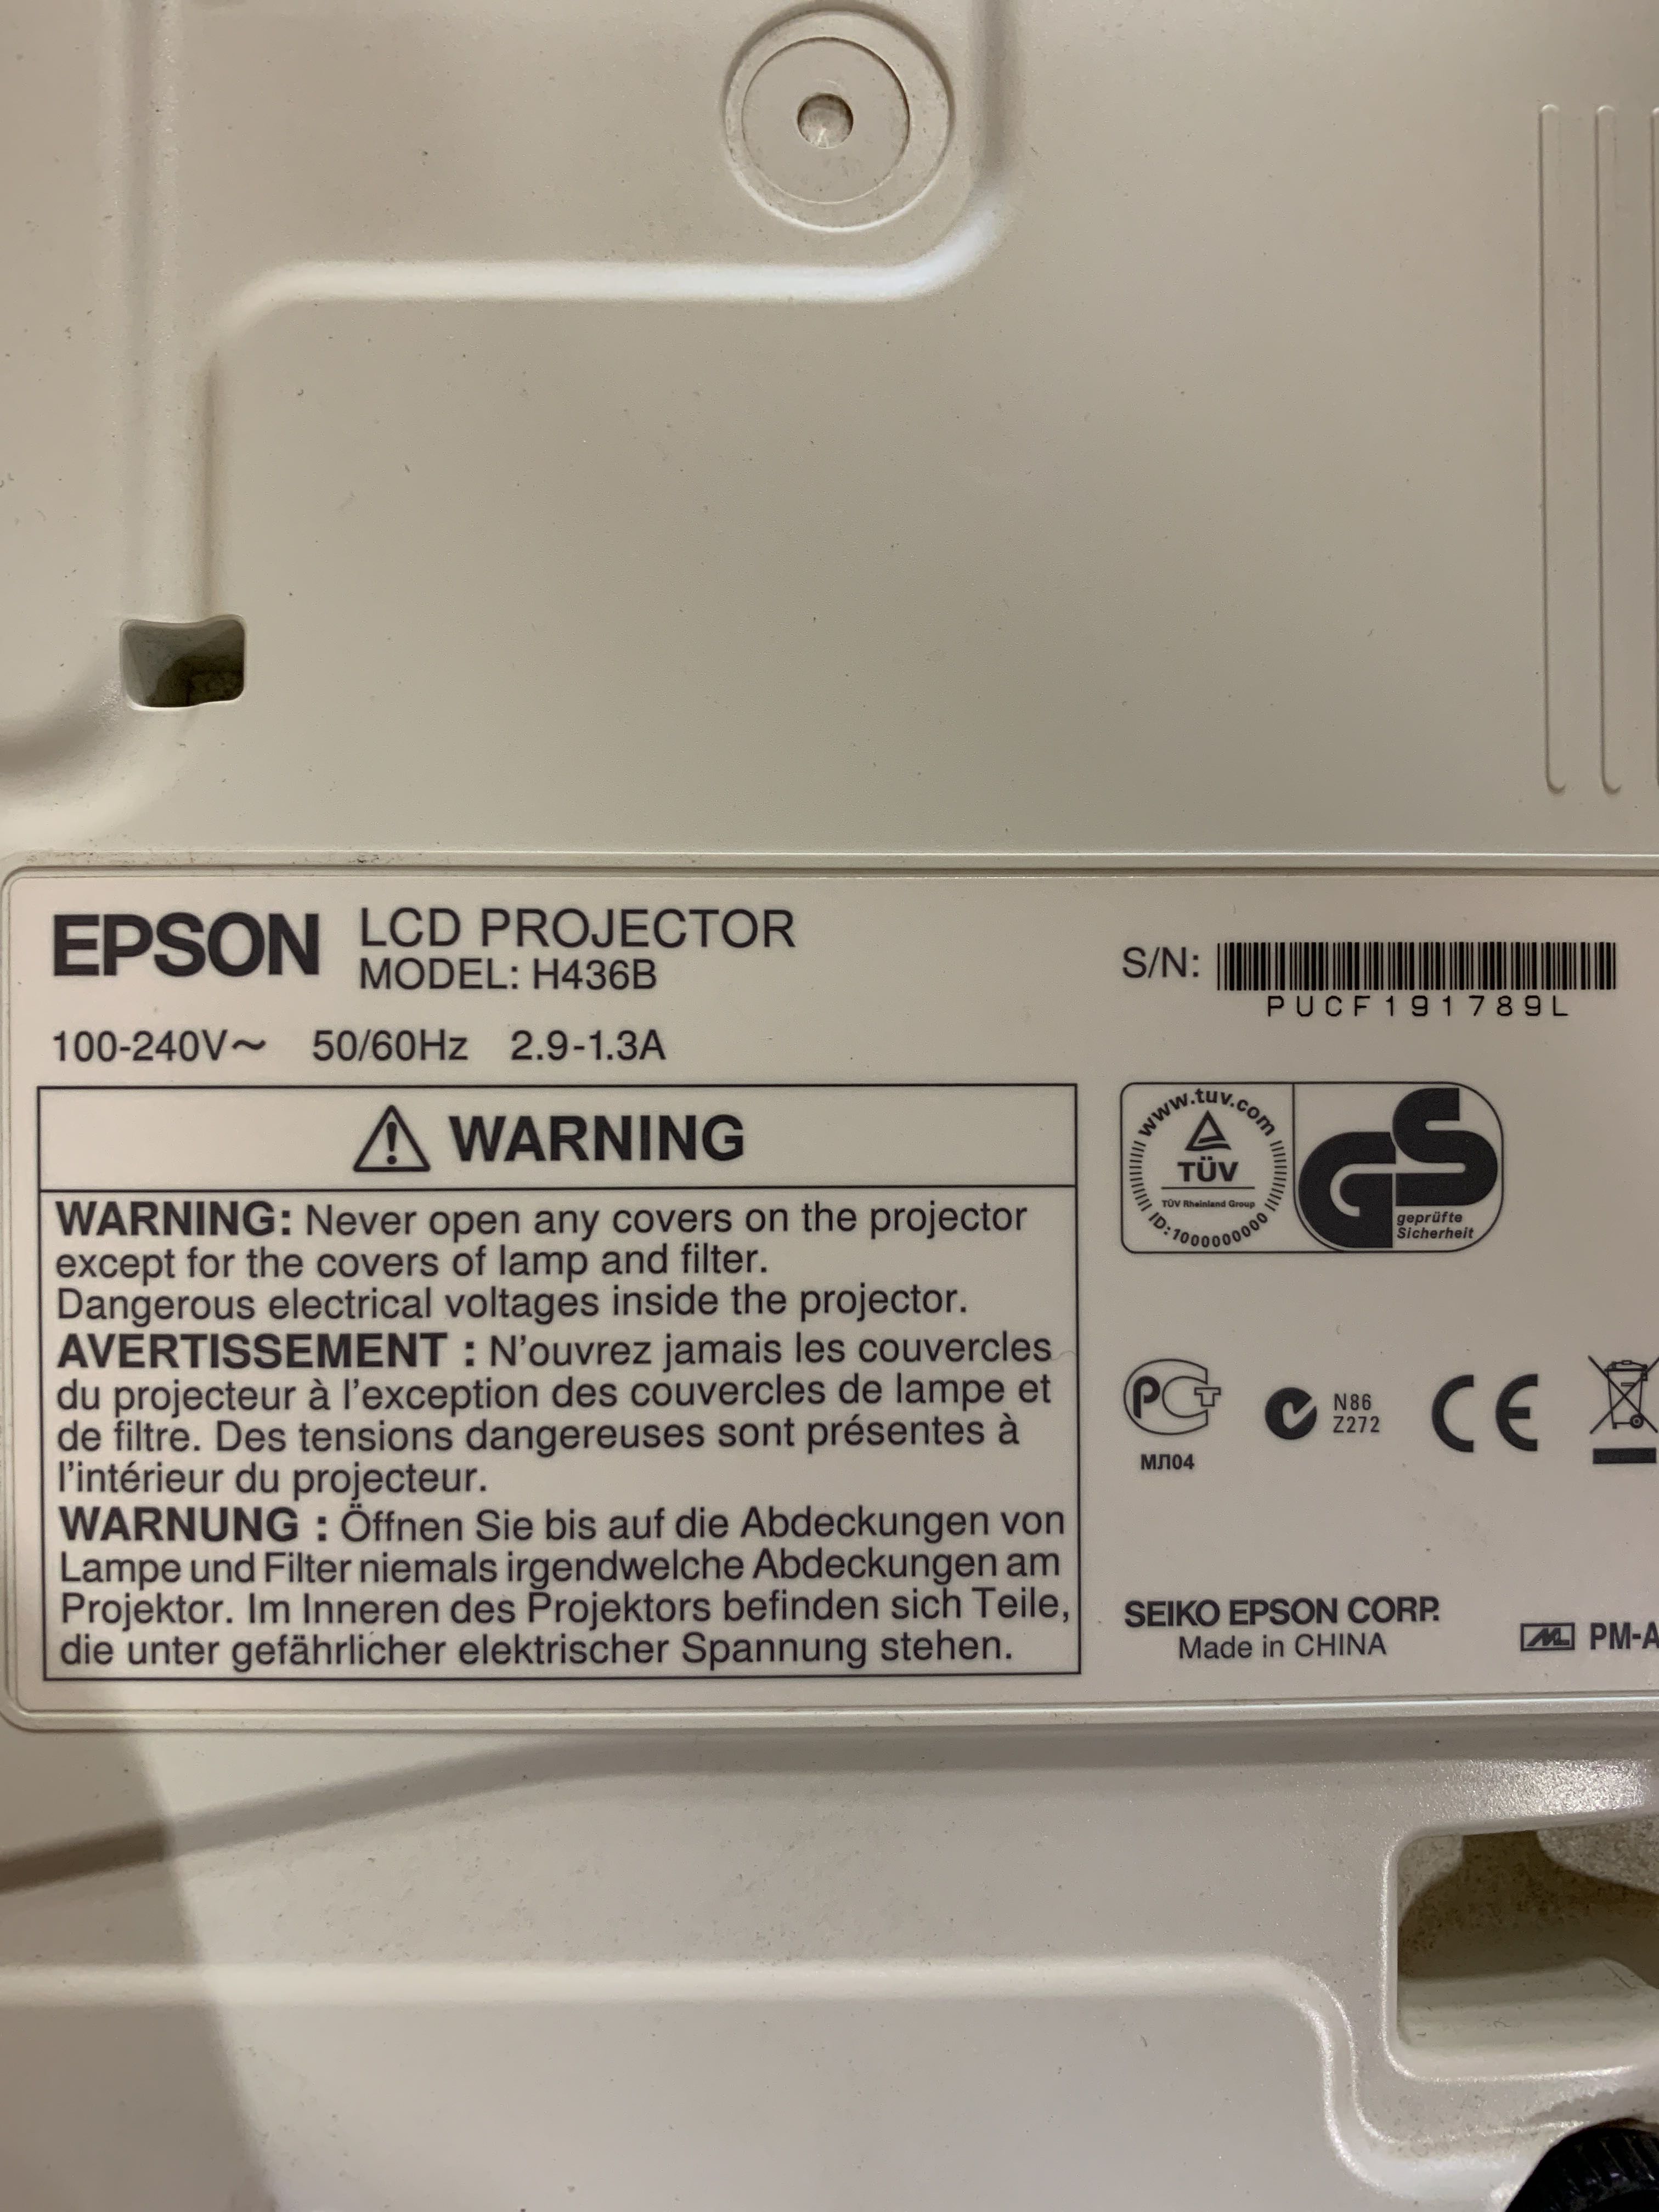 EPSON LCD PROJECTOR
MODEL: H436B
100-240V~ 50/60Hz 2.9-1.3A
S/N:
PUCF191789L
⚠ WARNING
WARNING: Never open any covers on the projector
except for the covers of lamp and filter.
Dangerous electrical voltages inside the projector.
AVERTISSEMENT : N'ouvrez jamais les couvercles
du projecteur à l'exception des couvercles de lampe et
de filtre. Des tensions dangereuses sont présentes à
l'intérieur du projecteur.
WARNUNG : Öffnen Sie bis auf die Abdeckungen von
Lampe und Filter niemals irgendwelche Abdeckungen am
Projektor. Im Inneren des Projektors befinden sich Teile,
die unter gefährlicher elektrischer Spannung stehen.
www.tuv.com
TÜV
TÜV Rheinland Group
ID:1000000000
GS
geprüfte
Sicherheit
РСТ
МЛ04
N86
Z272
CE
SEIKO EPSON CORP.
Made in CHINA
ML PM-A